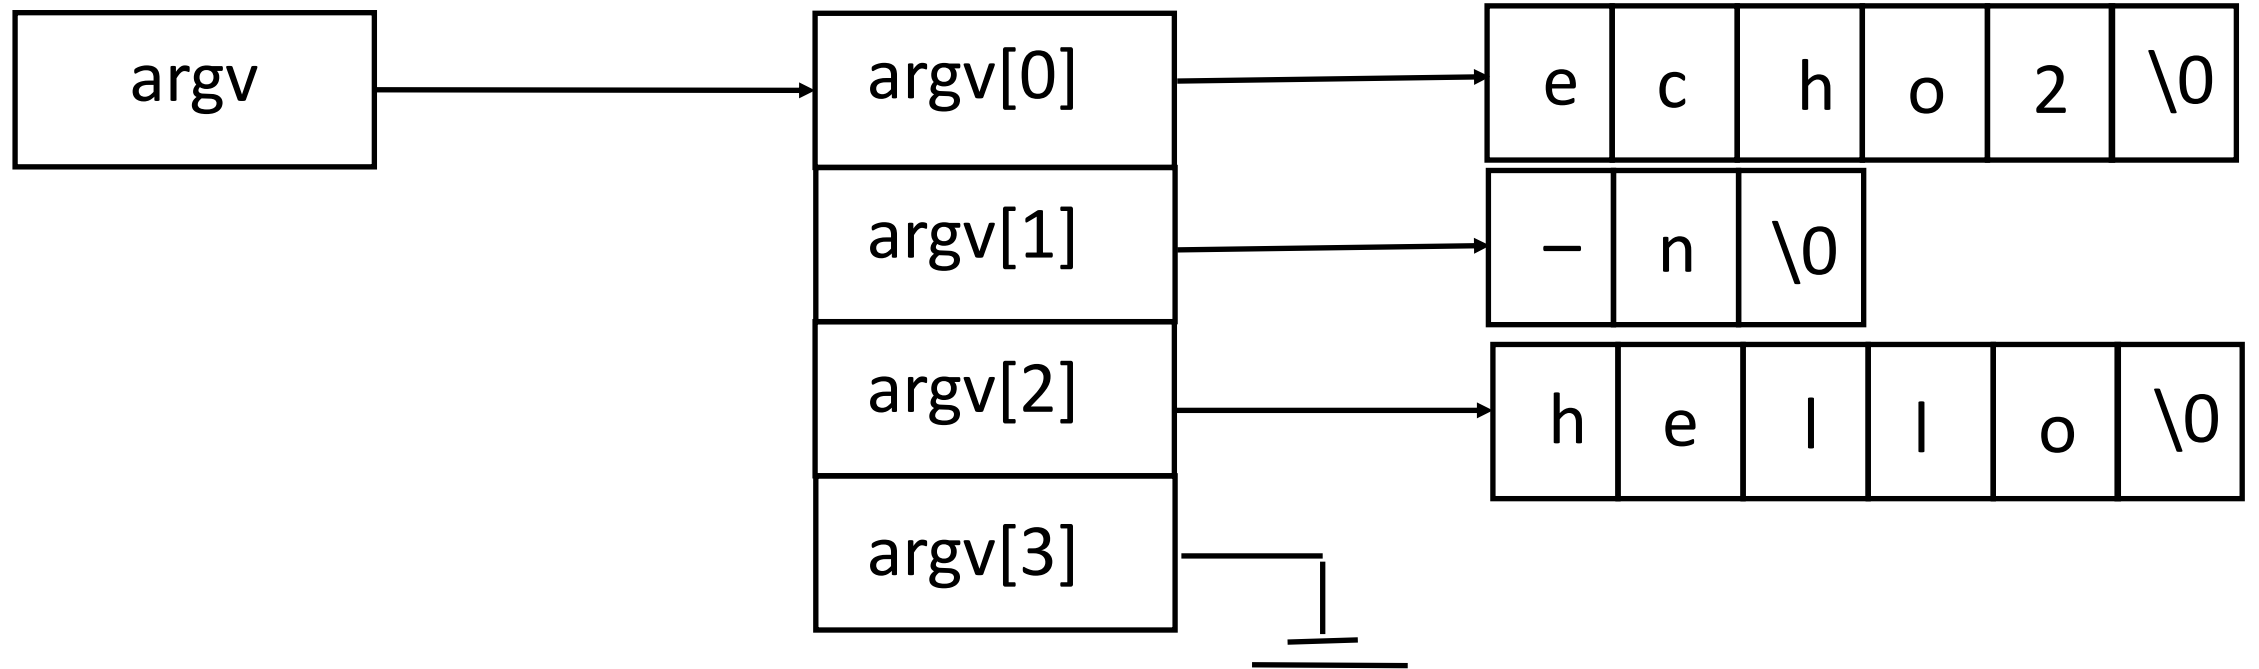 argv argv[0] e c h o 2 \0
argv[1] – n \0
argv[2] h e l l o \0
argv[3]